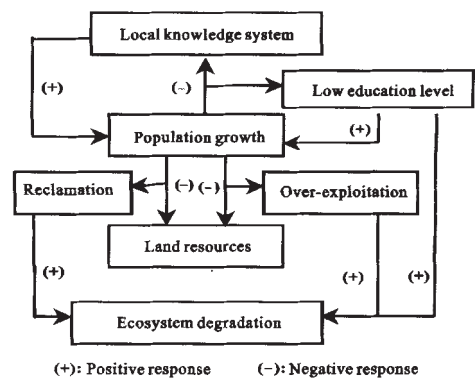 Local knowledge system
(+)
(−)
Low education level
Population growth
(+)
Reclamation
(−) (−)
Over-exploitation
Land resources
(+)
(+)
(+)
Ecosystem degradation
(+): Positive response (−): Negative response